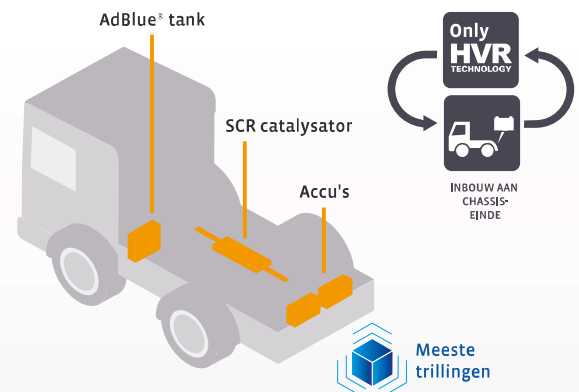 AdBlue® tank
SCR catalysator
Accu's
Only
HVR
TECHNOLOGY
INBOUW AAN
CHASSIS-
EINDE
Meeste
trillingen